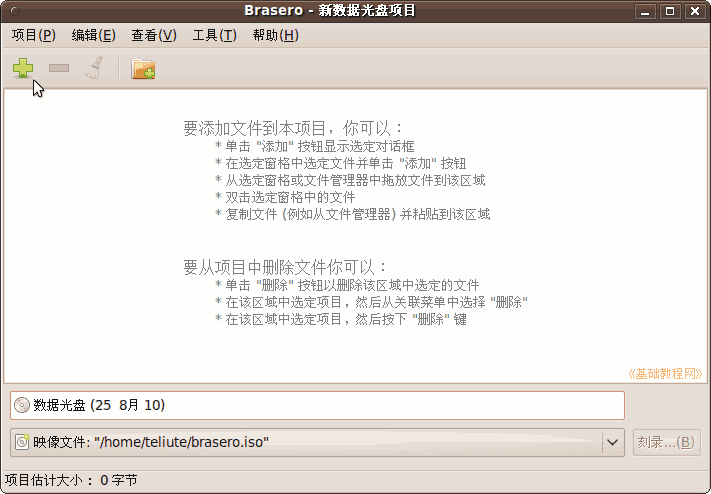 Brasero - 新数据光盘项目
项目(P) 编辑(E) 查看(V) 工具(T) 帮助(H)
要添加文件到本项目，你可以：
* 单击 "添加" 按钮显示选定对话框
* 在选定窗格中选定文件并单击 "添加" 按钮
* 从选定窗格或文件管理器中拖放文件到该区域
* 双击选定窗格中的文件
* 复制文件 (例如从文件管理器) 并粘贴到该区域
要从项目中删除文件你可以：
* 单击 "删除" 按钮以删除该区域中选定的文件
* 在该区域中选定项目，然后从关联菜单中选择 "删除"
* 在该区域中选定项目，然后按下 "删除" 键
《基础教程网》
数据光盘 (25 8月 10)
映像文件: "/home/teliute/brasero.iso"
刻录...(B)
项目估计大小： 0 字节